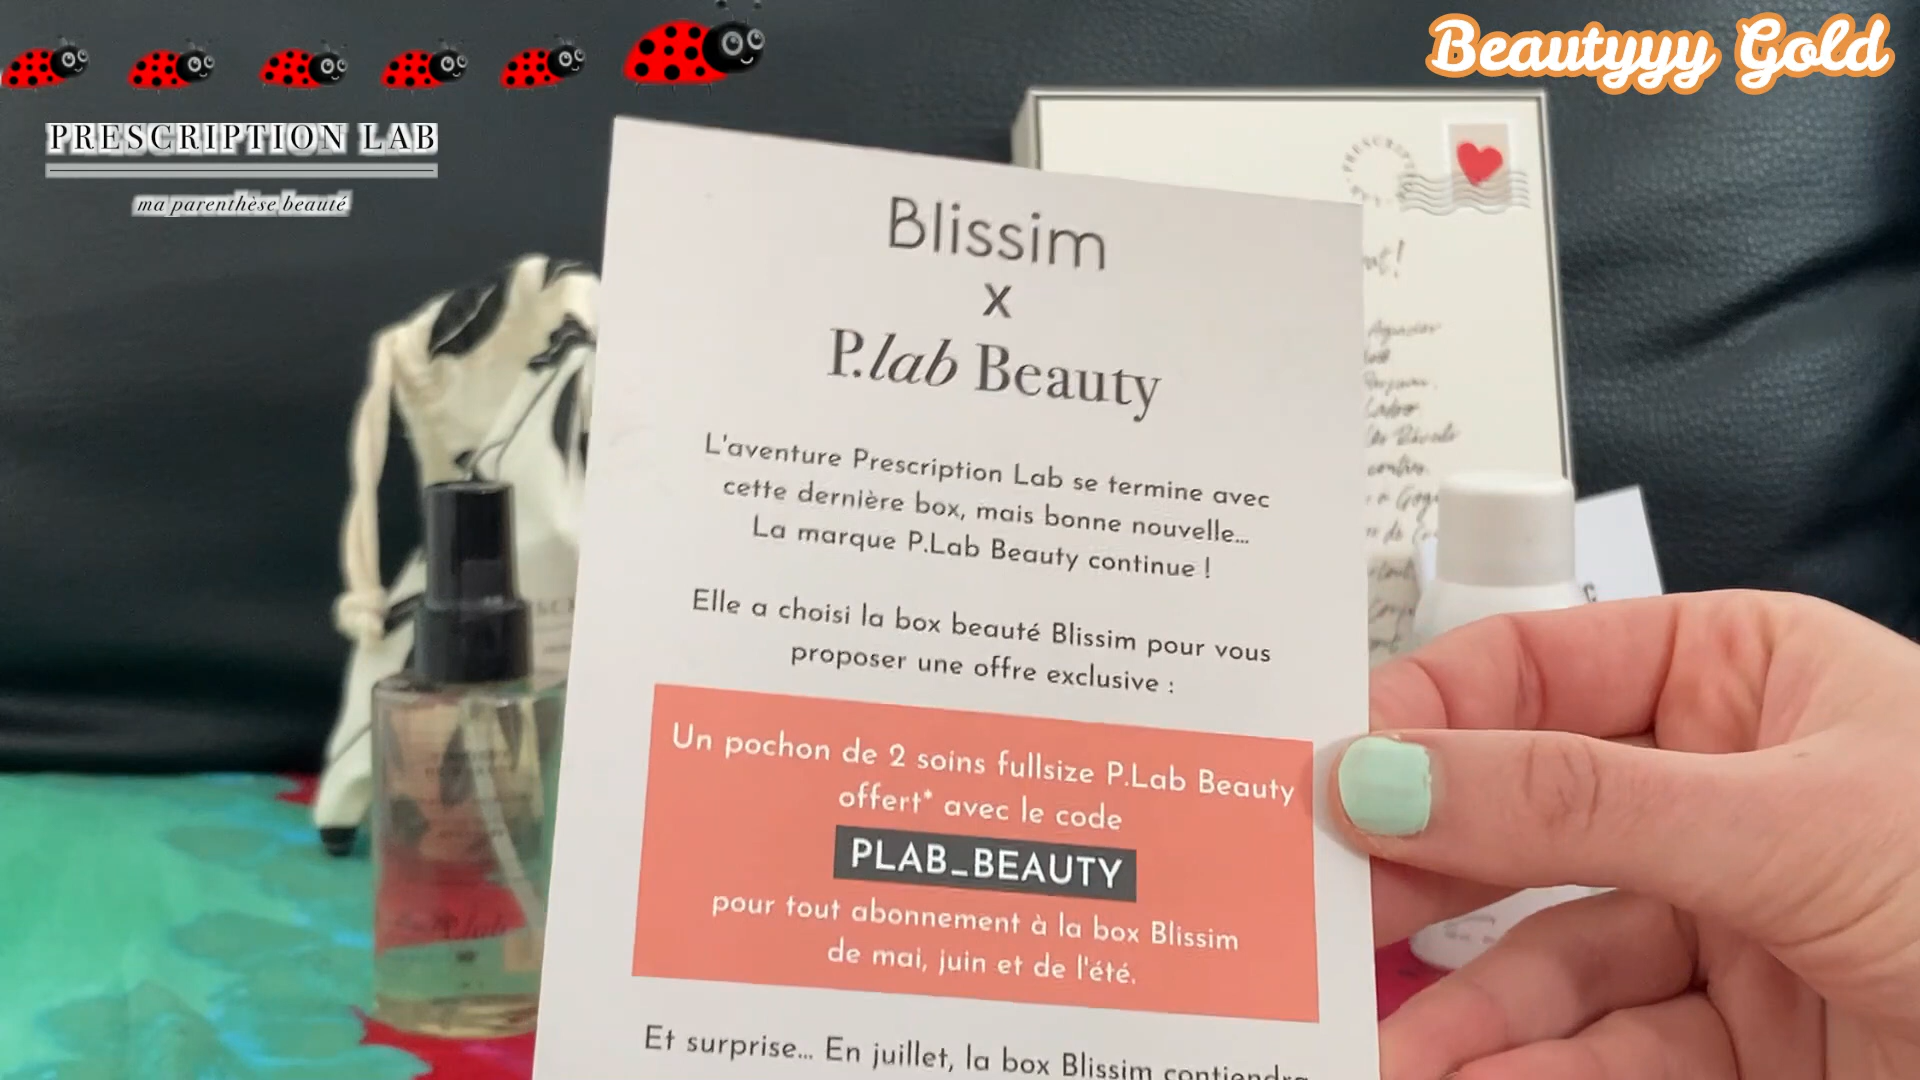 Beautyyy Gold
PRESCRIPTION LAB
ma parenthèse beauté
Blissim
x
P.lab Beauty
L'aventure Prescription Lab se termine avec
cette dernière box, mais bonne nouvelle...
La marque P.Lab Beauty continue !
Elle a choisi la box beauté Blissim pour vous
proposer une offre exclusive :
Un pochon de 2 soins fullsize P.Lab Beauty
offert* avec le code
PLAB_BEAUTY
pour tout abonnement à la box Blissim
de mai, juin et de l'été.
Et surprise... En juillet, la box Blissim contiendra